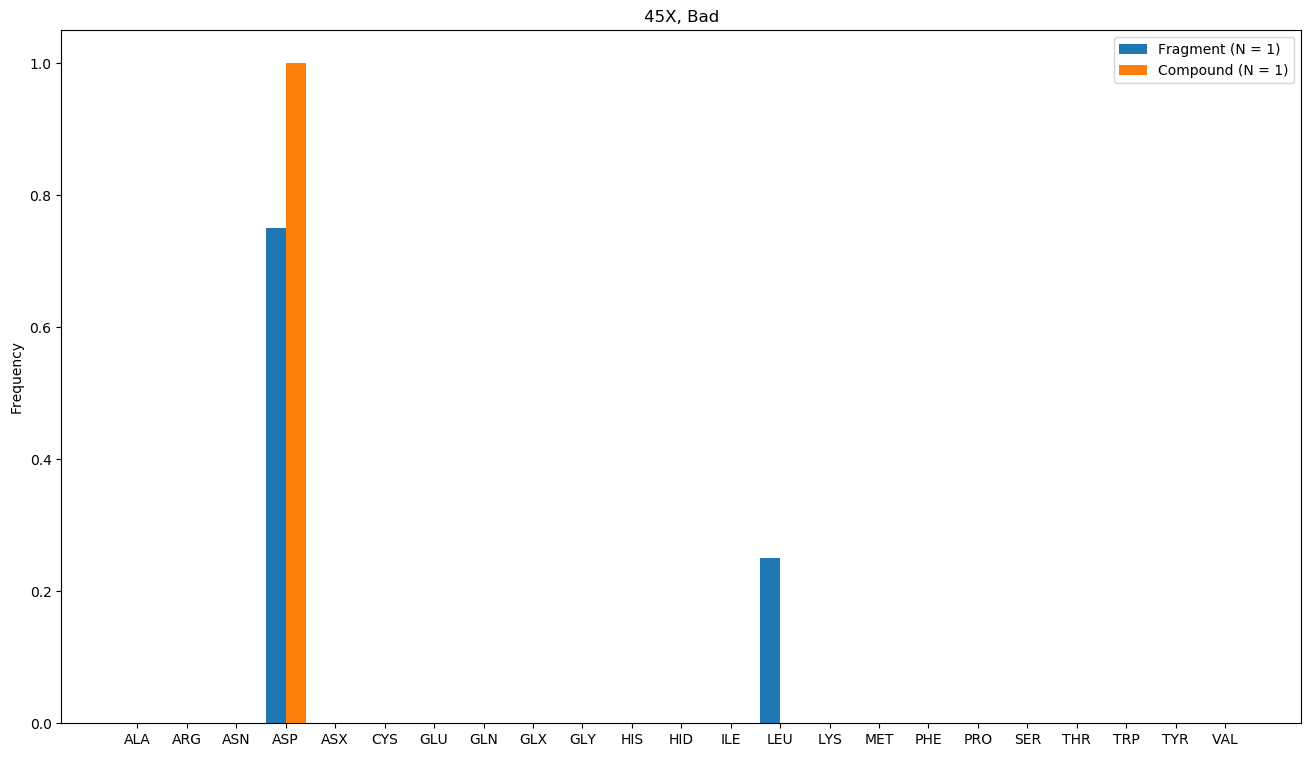 45X, Bad
Fragment (N = 1)
Compound (N = 1)
Frequency
1.0
0.8
0.6
0.4
0.2
0.0
ALA ARG ASN ASP ASX CYS GLU GLN GLX GLY HIS HID ILE LEU LYS MET PHE PRO SER THR TRP TYR VAL